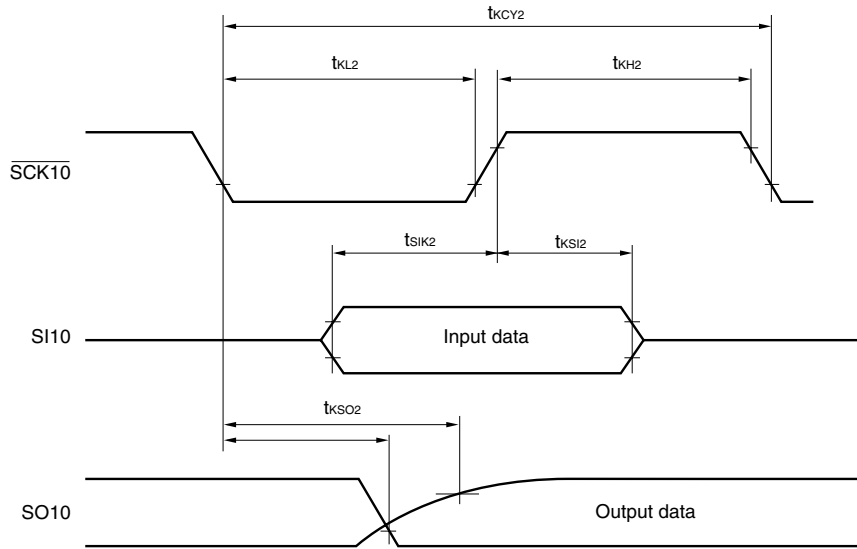 tKCY2
tKL2
tKH2
SCK10
tSIK2
tKSI2
SI10
Input data
tKSO2
SO10
Output data